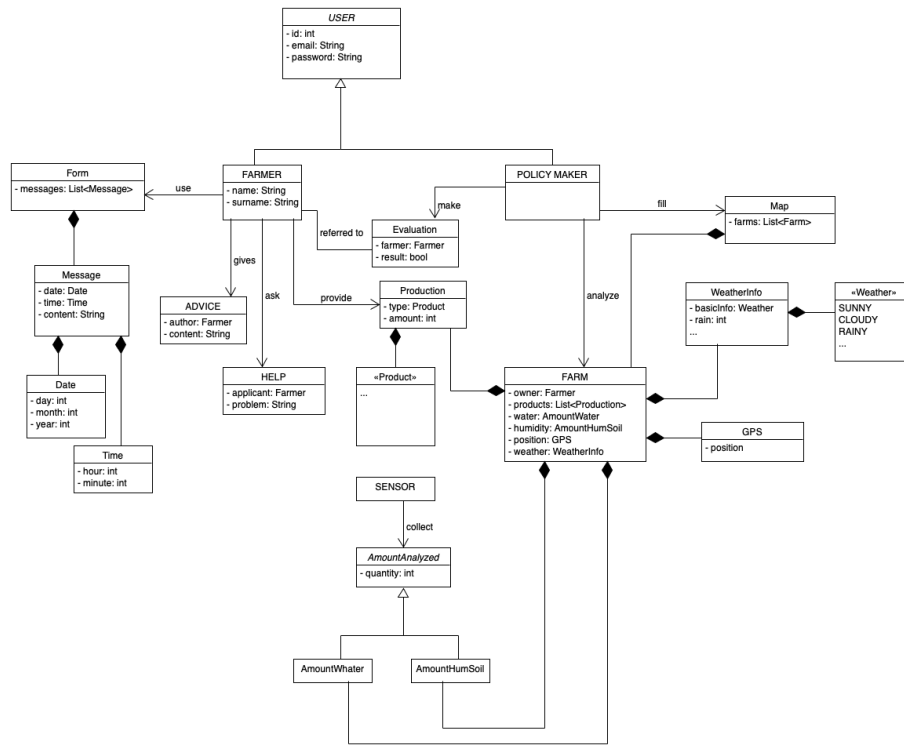 USER
- id: int
- email: String
- password: String
Form
- messages: List<Message>
use
FARMER
- name: String
- surname: String
POLICY MAKER
make
fill
Map
- farms: List<Farm>
referred to
Evaluation
- farmer: Farmer
- result: bool
gives
ask
provide
analyze
Message
- date: Date
- time: Time
- content: String
ADVICE
- author: Farmer
- content: String
Production
- type: Product
- amount: int
WeatherInfo
- basicInfo: Weather
- rain: int
...
«Weather»
SUNNY
CLOUDY
RAINY
...
Date
- day: int
- month: int
- year: int
HELP
- applicant: Farmer
- problem: String
«Product»
...
FARM
- owner: Farmer
- products: List<Production>
- water: AmountWater
- humidity: AmountHumSoil
- position: GPS
- weather: WeatherInfo
GPS
- position
Time
- hour: int
- minute: int
SENSOR
collect
AmountAnalyzed
- quantity: int
AmountWhater
AmountHumSoil